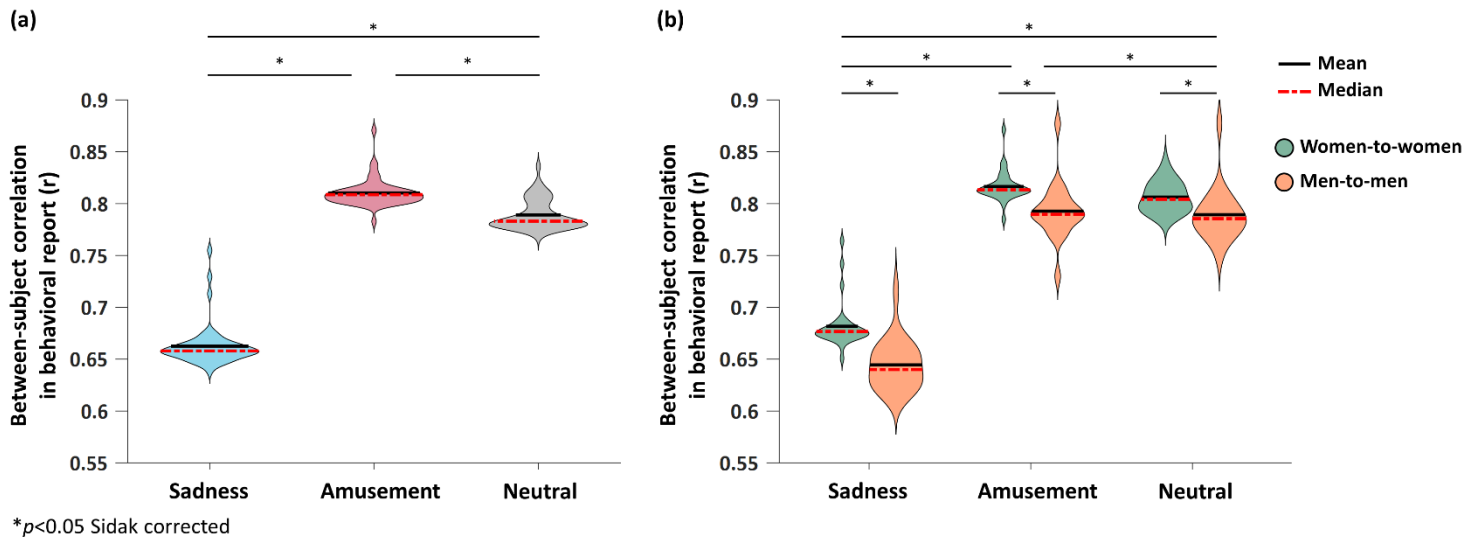 (a)
*
*
*
0.9
0.85
0.8
0.75
0.7
0.65
0.6
0.55
Between-subject correlation
in behavioral report (r)
Sadness
Amusement
Neutral
*p<0.05 Sidak corrected
(b)
*
*
*
*
*
*
0.9
0.85
0.8
0.75
0.7
0.65
0.6
0.55
Between-subject correlation
in behavioral report (r)
Sadness
Amusement
Neutral
Mean
Median
Women-to-women
Men-to-men